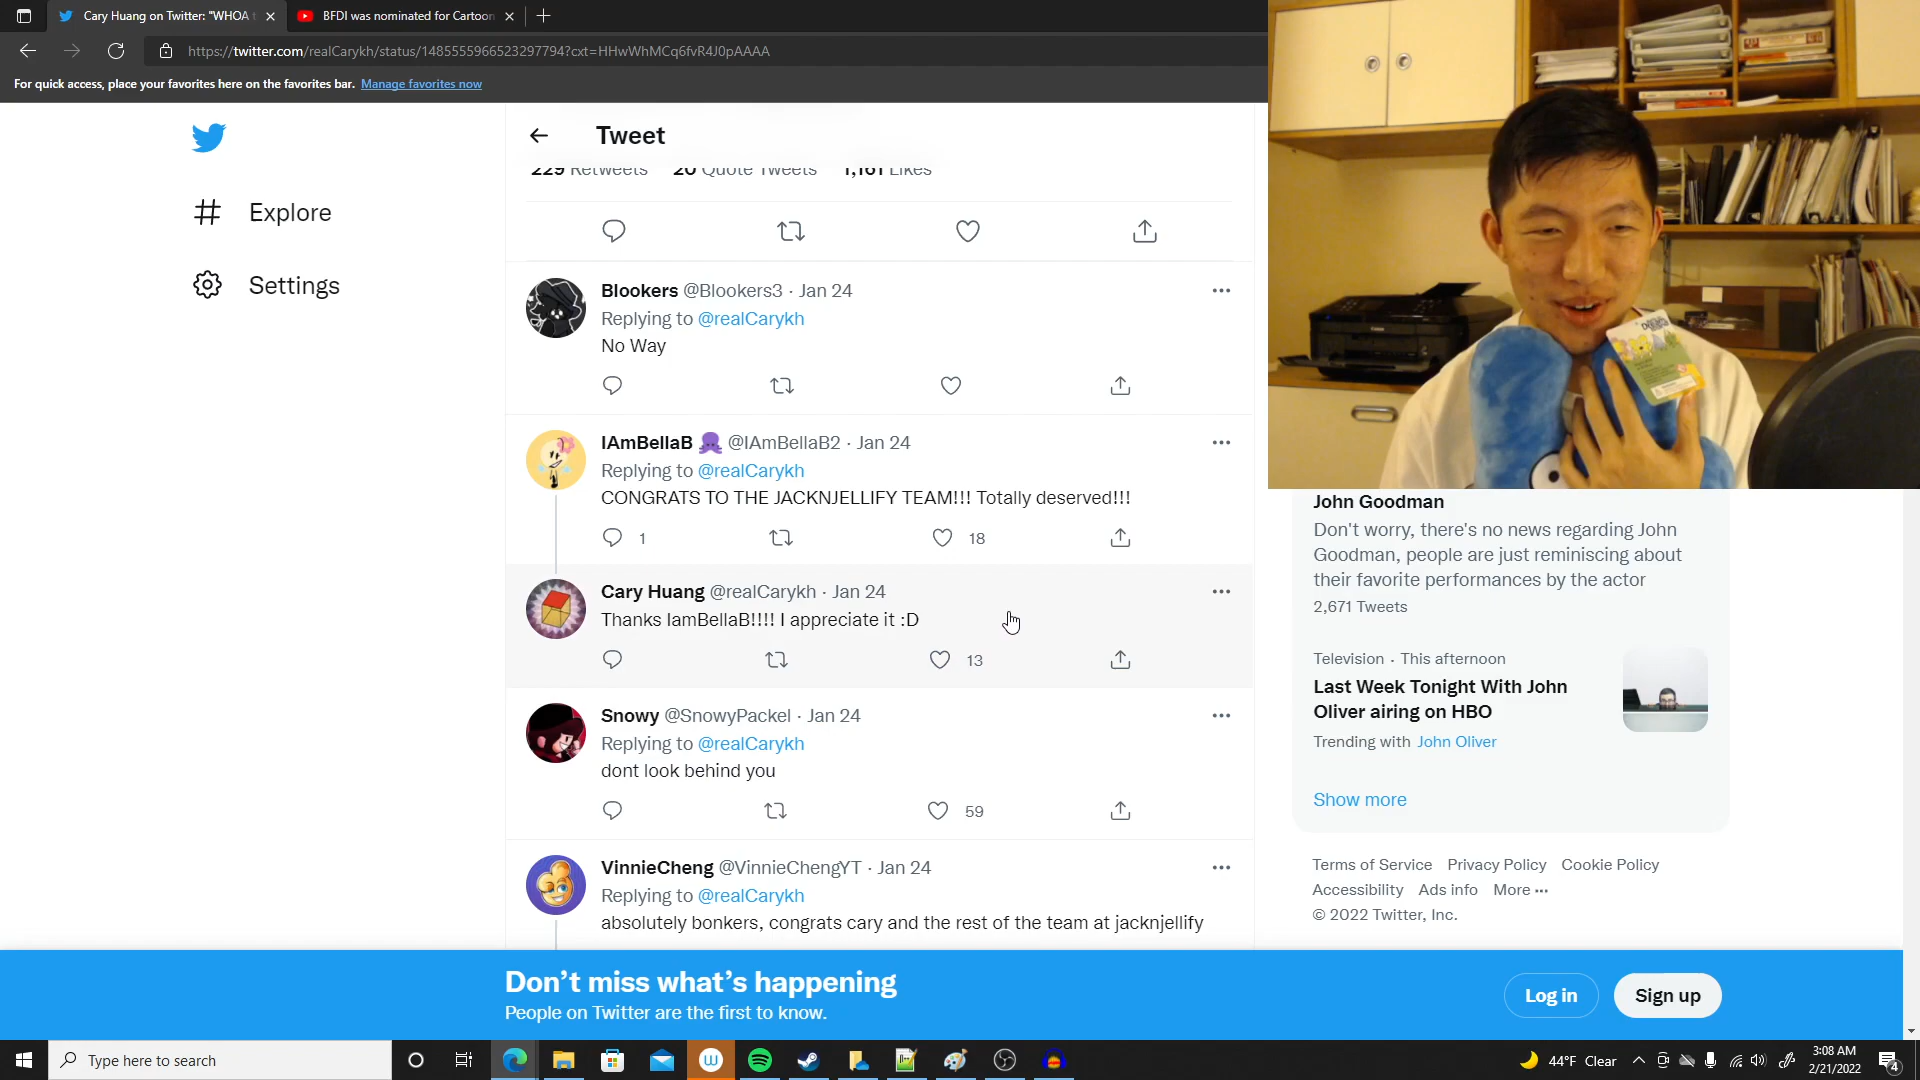 Cary Huang on Twitter: "WHOA
BFDI was nominated for Cartoon
https://twitter.com/realCarykh/status/1485555966523297794?cxt=HHwWhMCq6fvR4J0pAAAA
For quick access, place your favorites here on the favorites bar. Manage favorites now
Tweet
229 Retweets 20 Quote Tweets 1,161 Likes
Explore
Settings
Blookers @Blookers3 · Jan 24
Replying to @realCarykh
No Way
IAmBellaB @IAmBellaB2 · Jan 24
Replying to @realCarykh
CONGRATS TO THE JACKNJELLIFY TEAM!!! Totally deserved!!!
1 18
Cary Huang @realCarykh · Jan 24
Thanks IamBellaB!!!! I appreciate it :D
13
Snowy @SnowyPackel · Jan 24
Replying to @realCarykh
dont look behind you
59
VinnieCheng @VinnieChengYT · Jan 24
Replying to @realCarykh
absolutely bonkers, congrats cary and the rest of the team at jacknjellify
John Goodman
Don't worry, there's no news regarding John
Goodman, people are just reminiscing about
their favorite performances by the actor
2,671 Tweets
Television · This afternoon
Last Week Tonight With John
Oliver airing on HBO
Trending with John Oliver
Show more
Terms of Service Privacy Policy Cookie Policy
Accessibility Ads info More ···
© 2022 Twitter, Inc.
Don't miss what's happening
People on Twitter are the first to know.
Log in
Sign up
Type here to search
44°F Clear
3:08 AM
2/21/2022
4